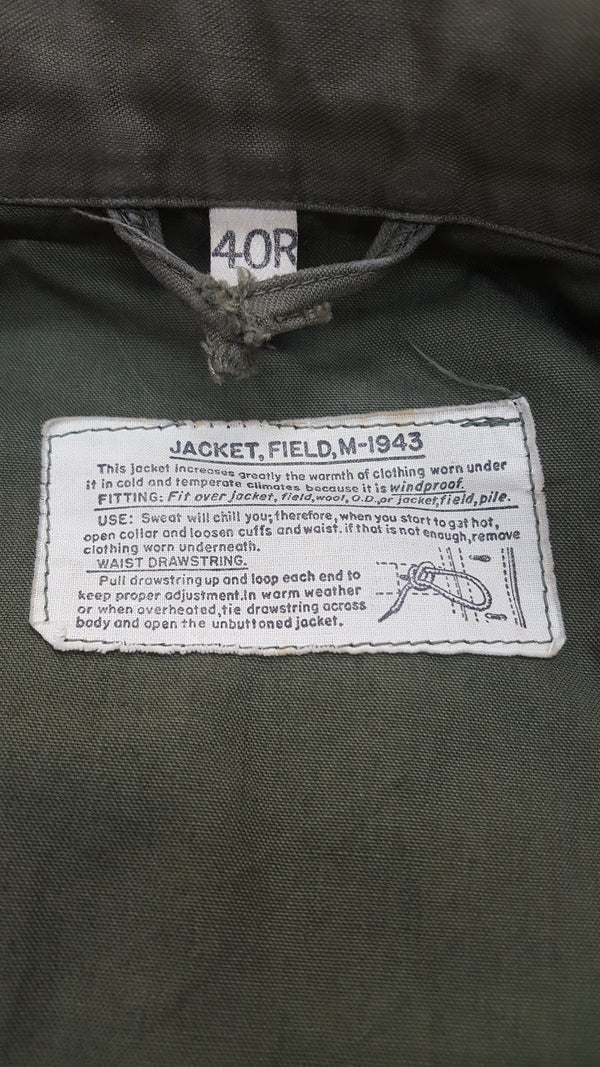 40R
JACKET, FIELD, M-1943
This jacket increases greatly the warmth of clothing worn under
it in cold and temperate climates because it is windproof.
FITTING: Fit over jacket, field, wool, O.D., or jacket, field, pile.
USE: Sweat will chill you; therefore, when you start to get hot,
open collar and loosen cuffs and waist. if that is not enough, remove
clothing worn underneath.
WAIST DRAWSTRING.
Pull drawstring up and loop each end to
keep proper adjustment. In warm weather
or when overheated, tie drawstring across
body and open the unbuttoned jacket.